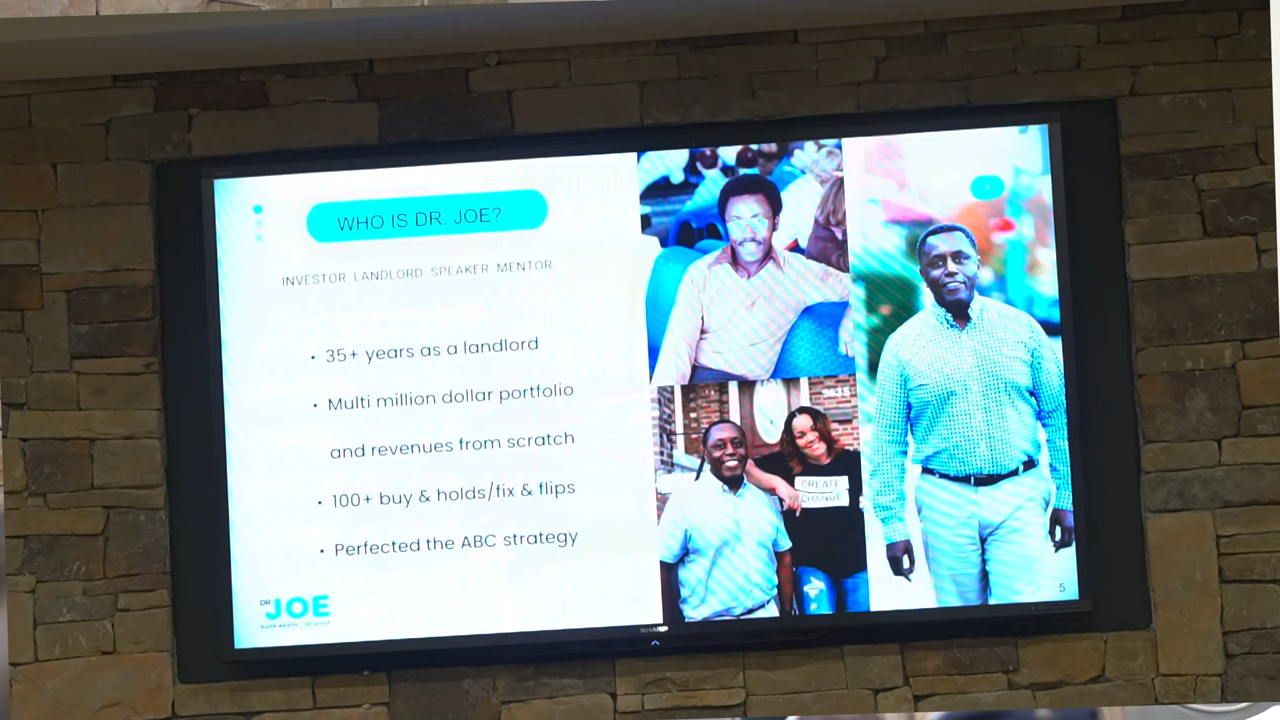 WHO IS DR. JOE?
INVESTOR LANDLORD SPEAKER MENTOR
• 35+ years as a landlord
• Multi million dollar portfolio
and revenues from scratch
• 100+ buy & holds/fix & flips
• Perfected the ABC strategy
DR
JOE
CREATE
CHANGE
5
SHARP